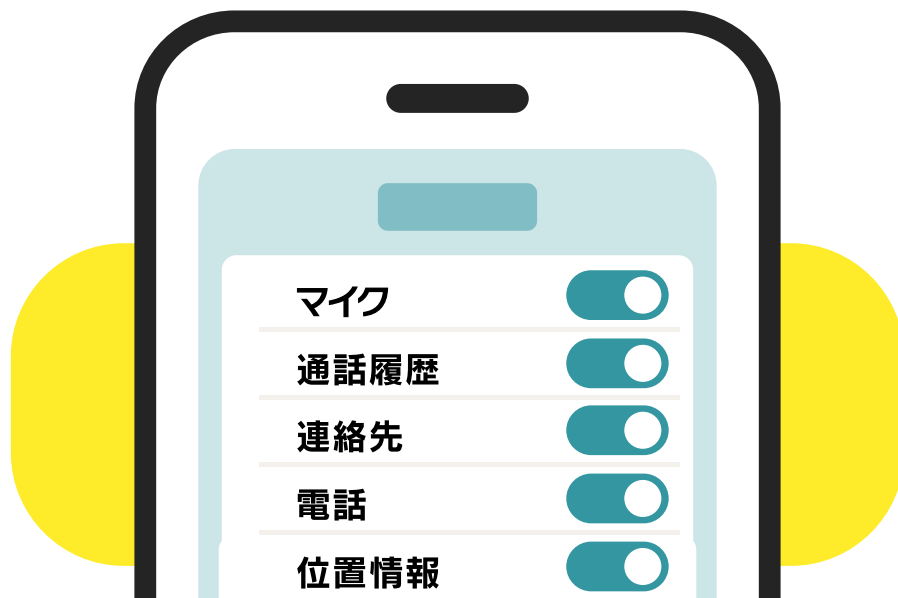 マイク
通話履歴
連絡先
電話
位置情報